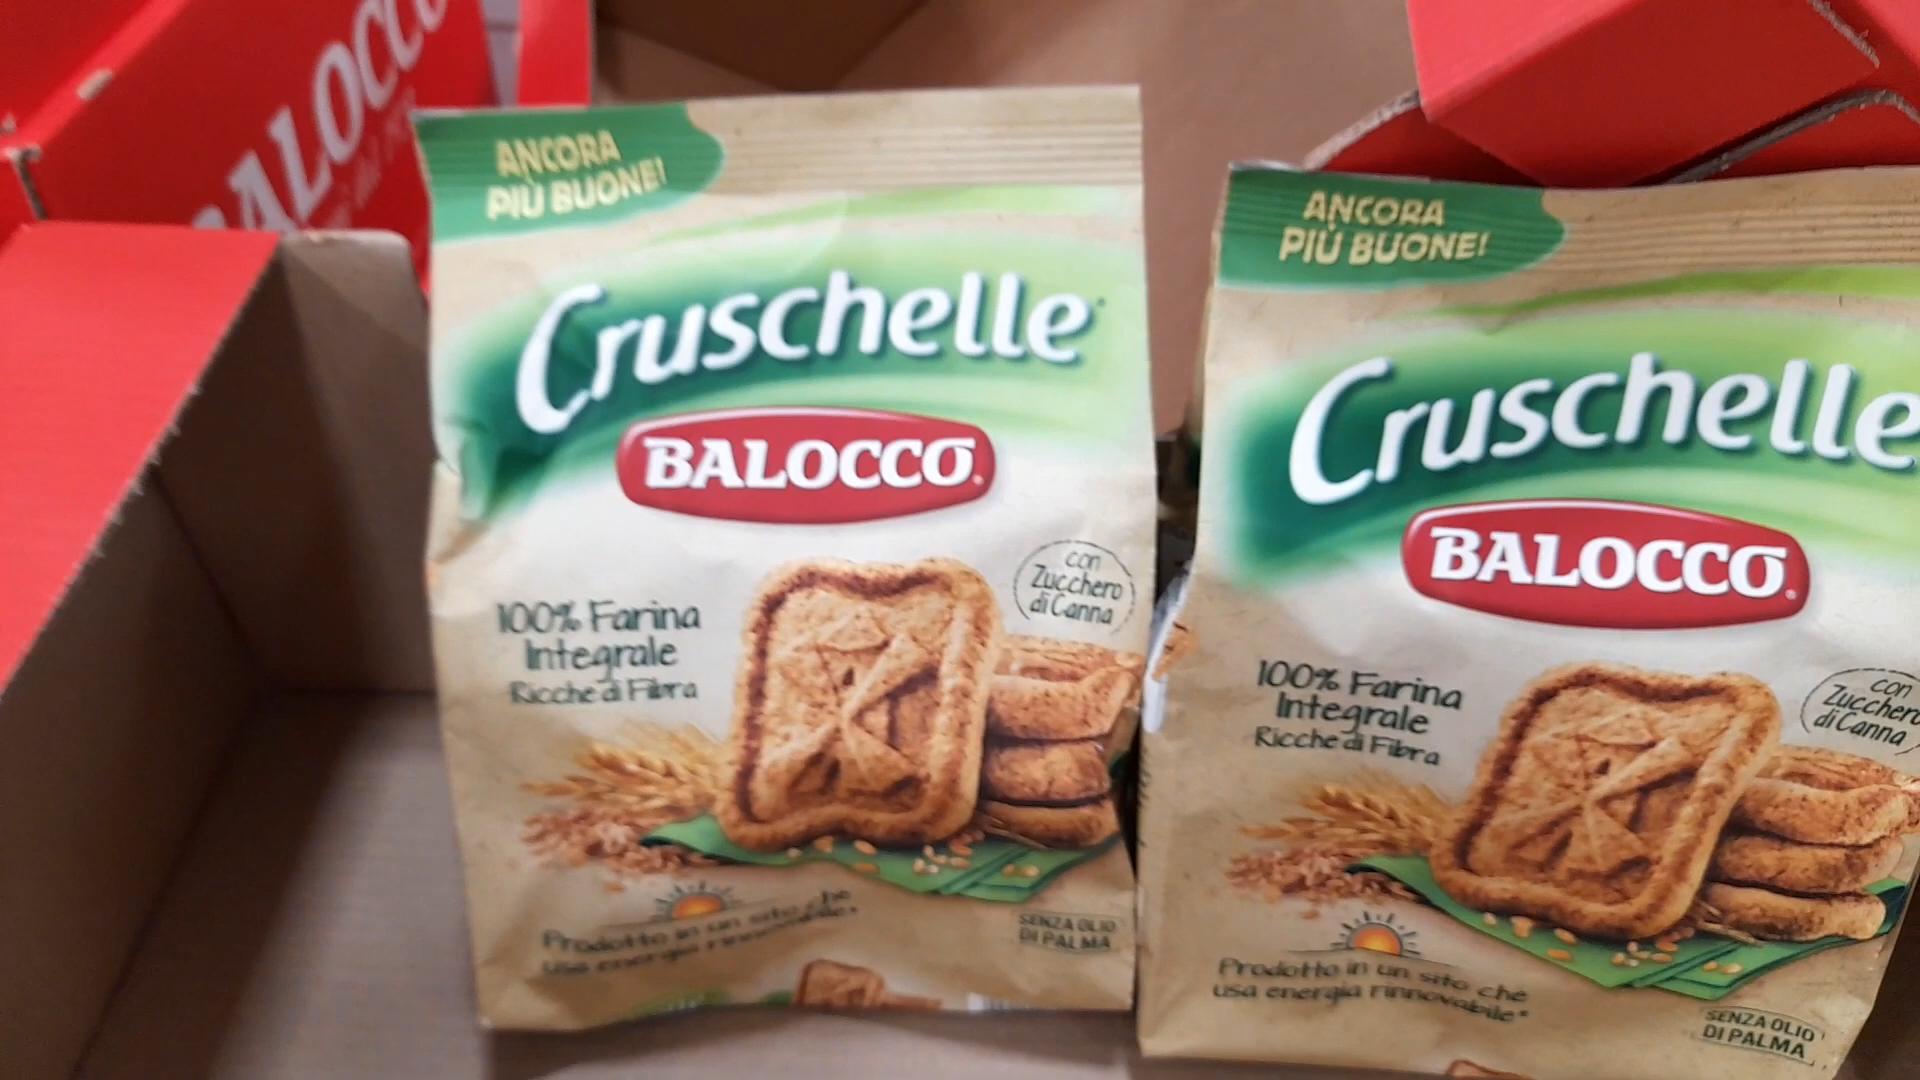 BALOCCO
ANCORA
PIÙ BUONE!
Cruschelle
BALOCCO
con
Zucchero
di Canna
100% Farina
Integrale
Ricche di Fibra
Prodotto in un sito che
usa energia rinnovabile*
SENZA OLIO
DI PALMA
ANCORA
PIÙ BUONE!
Cruschelle
BALOCCO
con
Zucchero
di Canna
100% Farina
Integrale
Ricche di Fibra
Prodotto in un sito che
usa energia rinnovabile*
SENZA OLIO
DI PALMA